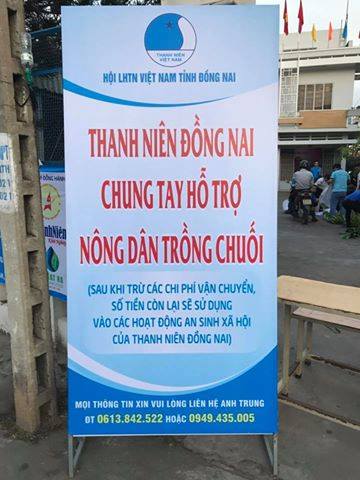 THANH NIÊN
VIỆT NAM
HỘI LHTN VIỆT NAM TỈNH ĐỒNG NAI
THANH NIÊN ĐỒNG NAI
CHUNG TAY HỖ TRỢ
NÔNG DÂN TRỒNG CHUỐI
(SAU KHI TRỪ CÁC CHI PHÍ VẬN CHUYỂN,
SỐ TIỀN CÒN LẠI SẼ SỬ DỤNG
VÀO CÁC HOẠT ĐỘNG AN SINH XÃ HỘI
CỦA THANH NIÊN ĐỒNG NAI)
MỌI THÔNG TIN XIN VUI LÒNG LIÊN HỆ ANH TRUNG
ĐT 0613.842.522 HOẶC 0949.435.005